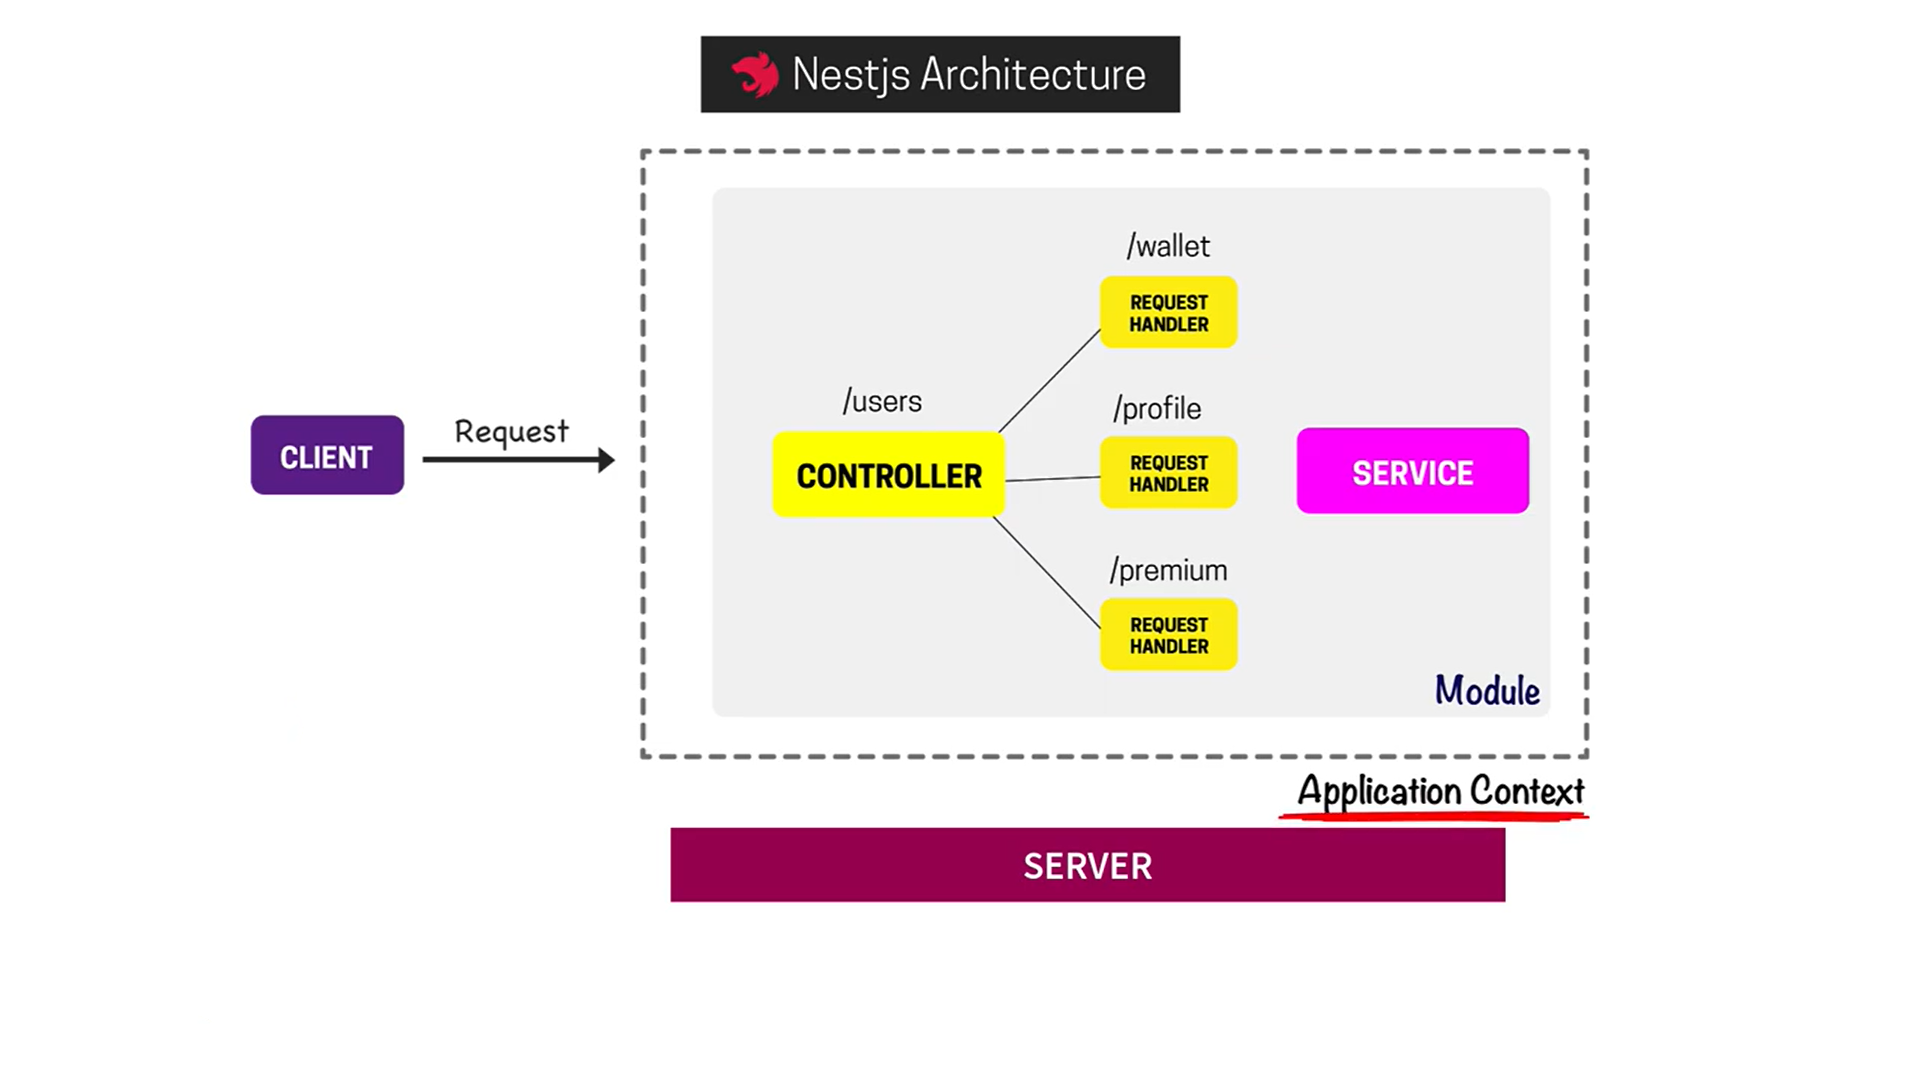 Nestjs Architecture
/wallet
REQUEST
HANDLER
/users
/profile
CLIENT
Request
CONTROLLER
REQUEST
HANDLER
SERVICE
/premium
REQUEST
HANDLER
Module
Application Context
SERVER